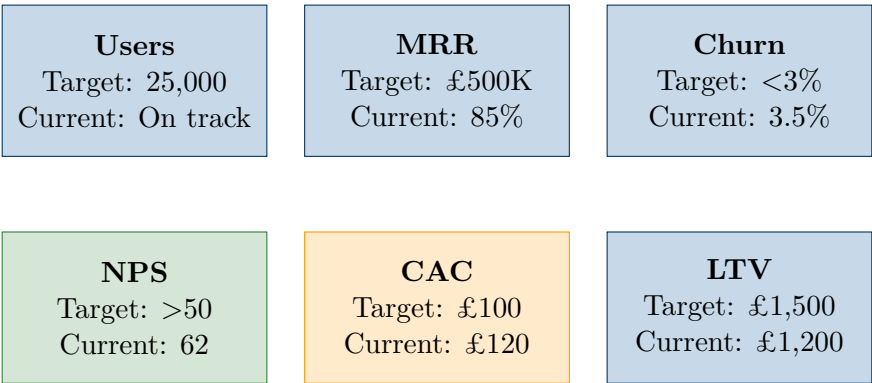 Users
Target: 25,000
Current: On track
MRR
Target: £500K
Current: 85%
Churn
Target: <3%
Current: 3.5%
NPS
Target: >50
Current: 62
CAC
Target: £100
Current: £120
LTV
Target: £1,500
Current: £1,200